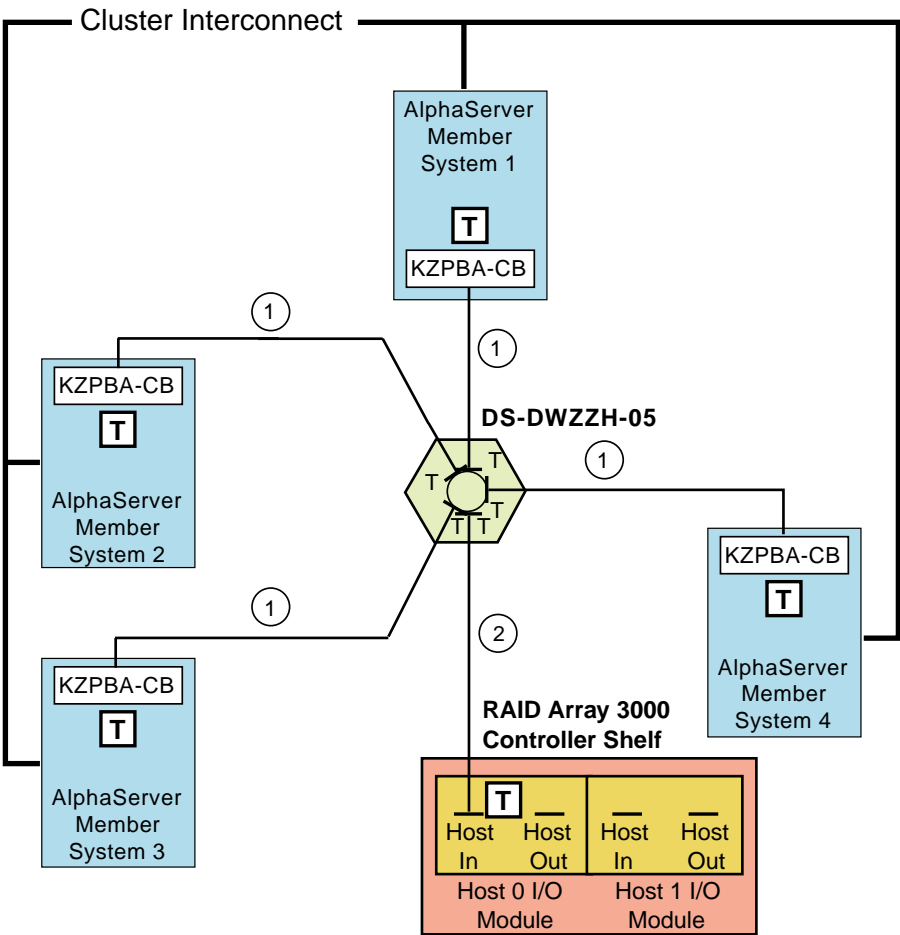 Cluster Interconnect
AlphaServer
Member
System 1
T
KZPBA-CB
1
1
KZPBA-CB
T
AlphaServer
Member
System 2
DS-DWZZH-05
T
T
T
T T
1
KZPBA-CB
T
AlphaServer
Member
System 4
1
KZPBA-CB
T
AlphaServer
Member
System 3
2
RAID Array 3000
Controller Shelf
T
Host Host Host Host
In Out In Out
Host 0 I/O Host 1 I/O
Module Module